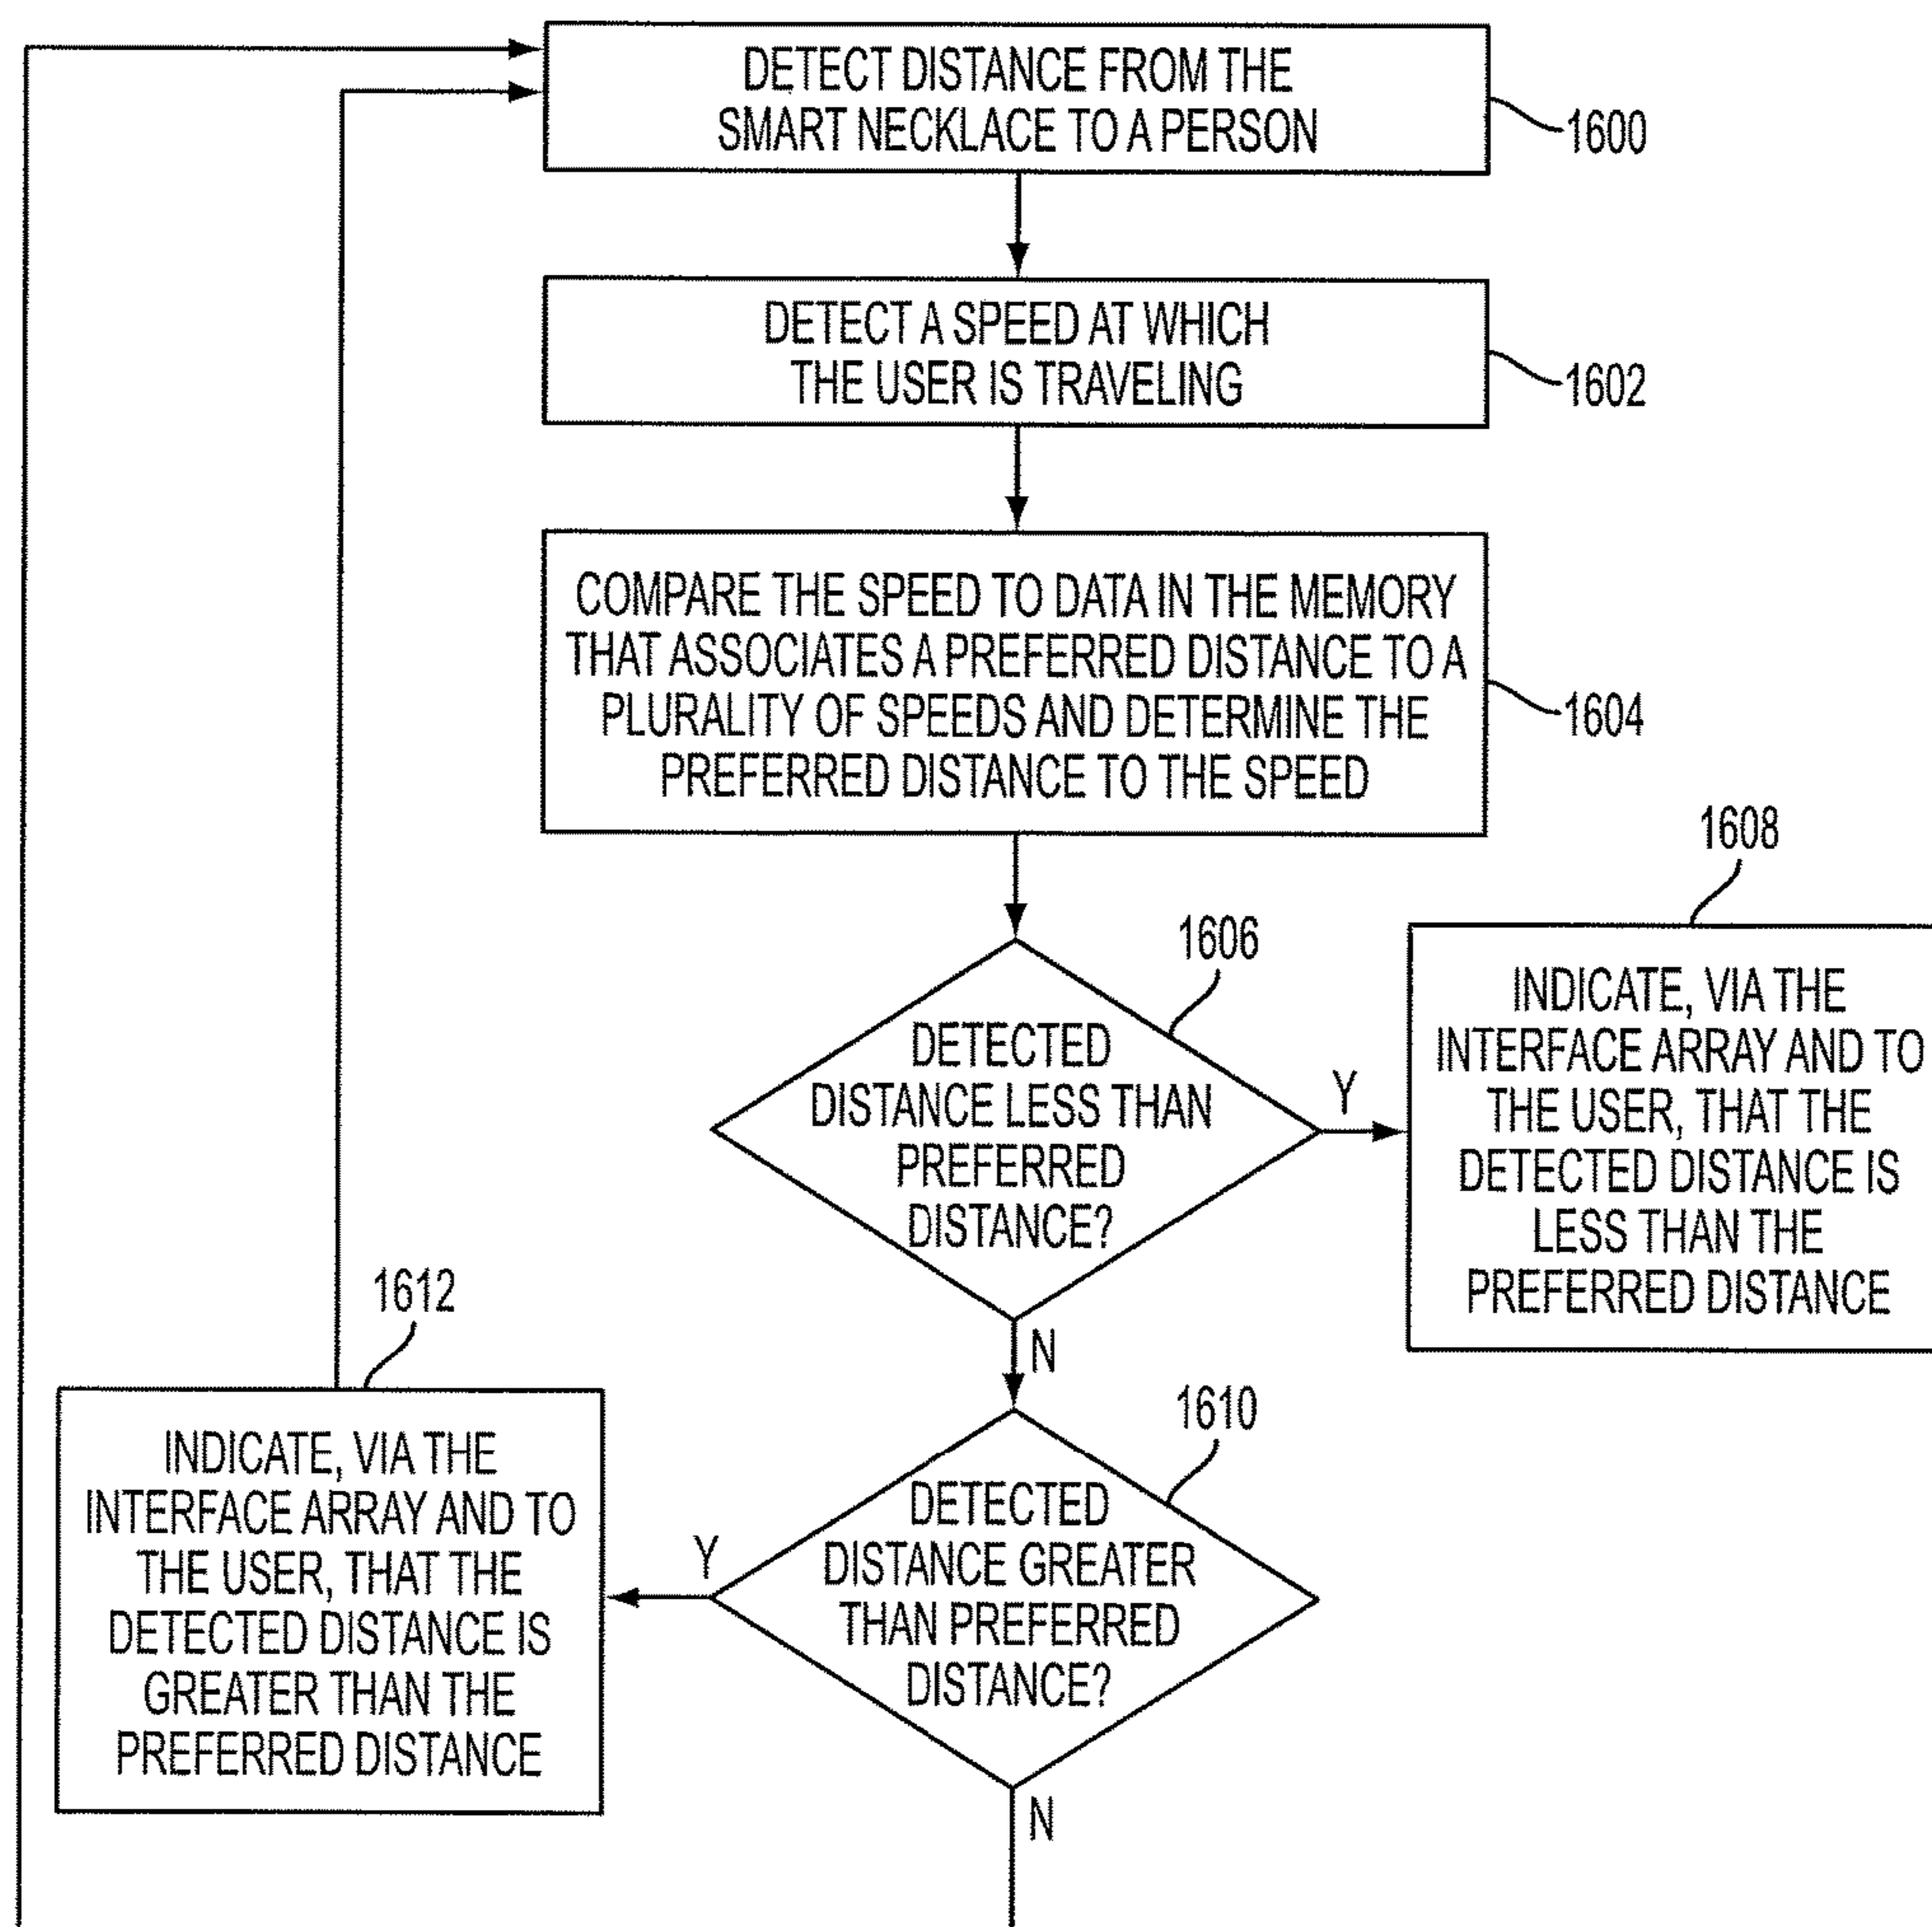 DETECT DISTANCE FROM THE
SMART NECKLACE TO A PERSON
1600
DETECT A SPEED AT WHICH
THE USER IS TRAVELING
1602
COMPARE THE SPEED TO DATA IN THE MEMORY
THAT ASSOCIATES A PREFERRED DISTANCE TO A
PLURALITY OF SPEEDS AND DETERMINE THE
PREFERRED DISTANCE TO THE SPEED
1604
1606
DETECTED
DISTANCE LESS THAN
PREFERRED
DISTANCE?
Y
N
1608
INDICATE, VIA THE
INTERFACE ARRAY AND TO
THE USER, THAT THE
DETECTED DISTANCE IS
LESS THAN THE
PREFERRED DISTANCE
1610
DETECTED
DISTANCE GREATER
THAN PREFERRED
DISTANCE?
Y
N
1612
INDICATE, VIA THE
INTERFACE ARRAY AND TO
THE USER, THAT THE
DETECTED DISTANCE IS
GREATER THAN THE
PREFERRED DISTANCE